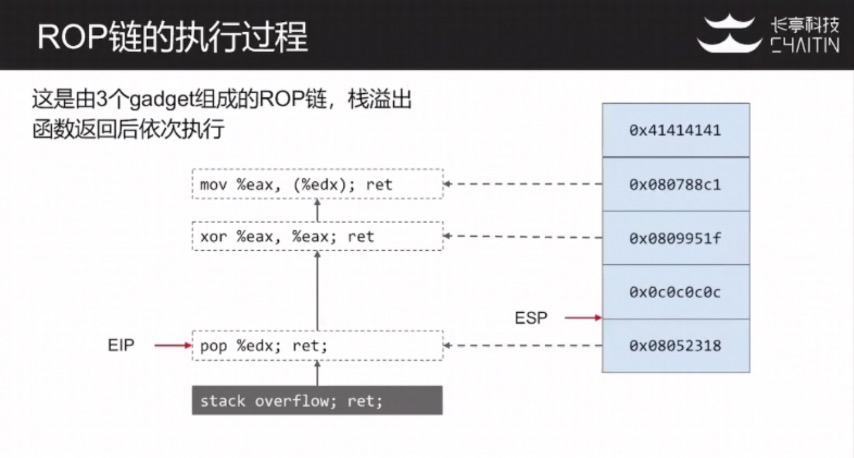 ROP链的执行过程
长亭科技
CHAITIN
这是由3个gadget组成的ROP链，栈溢出
函数返回后依次执行
0x41414141
mov %eax, (%edx); ret
0x080788c1
xor %eax, %eax; ret
0x0809951f
0x0c0c0c0c
ESP
EIP
pop %edx; ret;
0x08052318
stack overflow; ret;